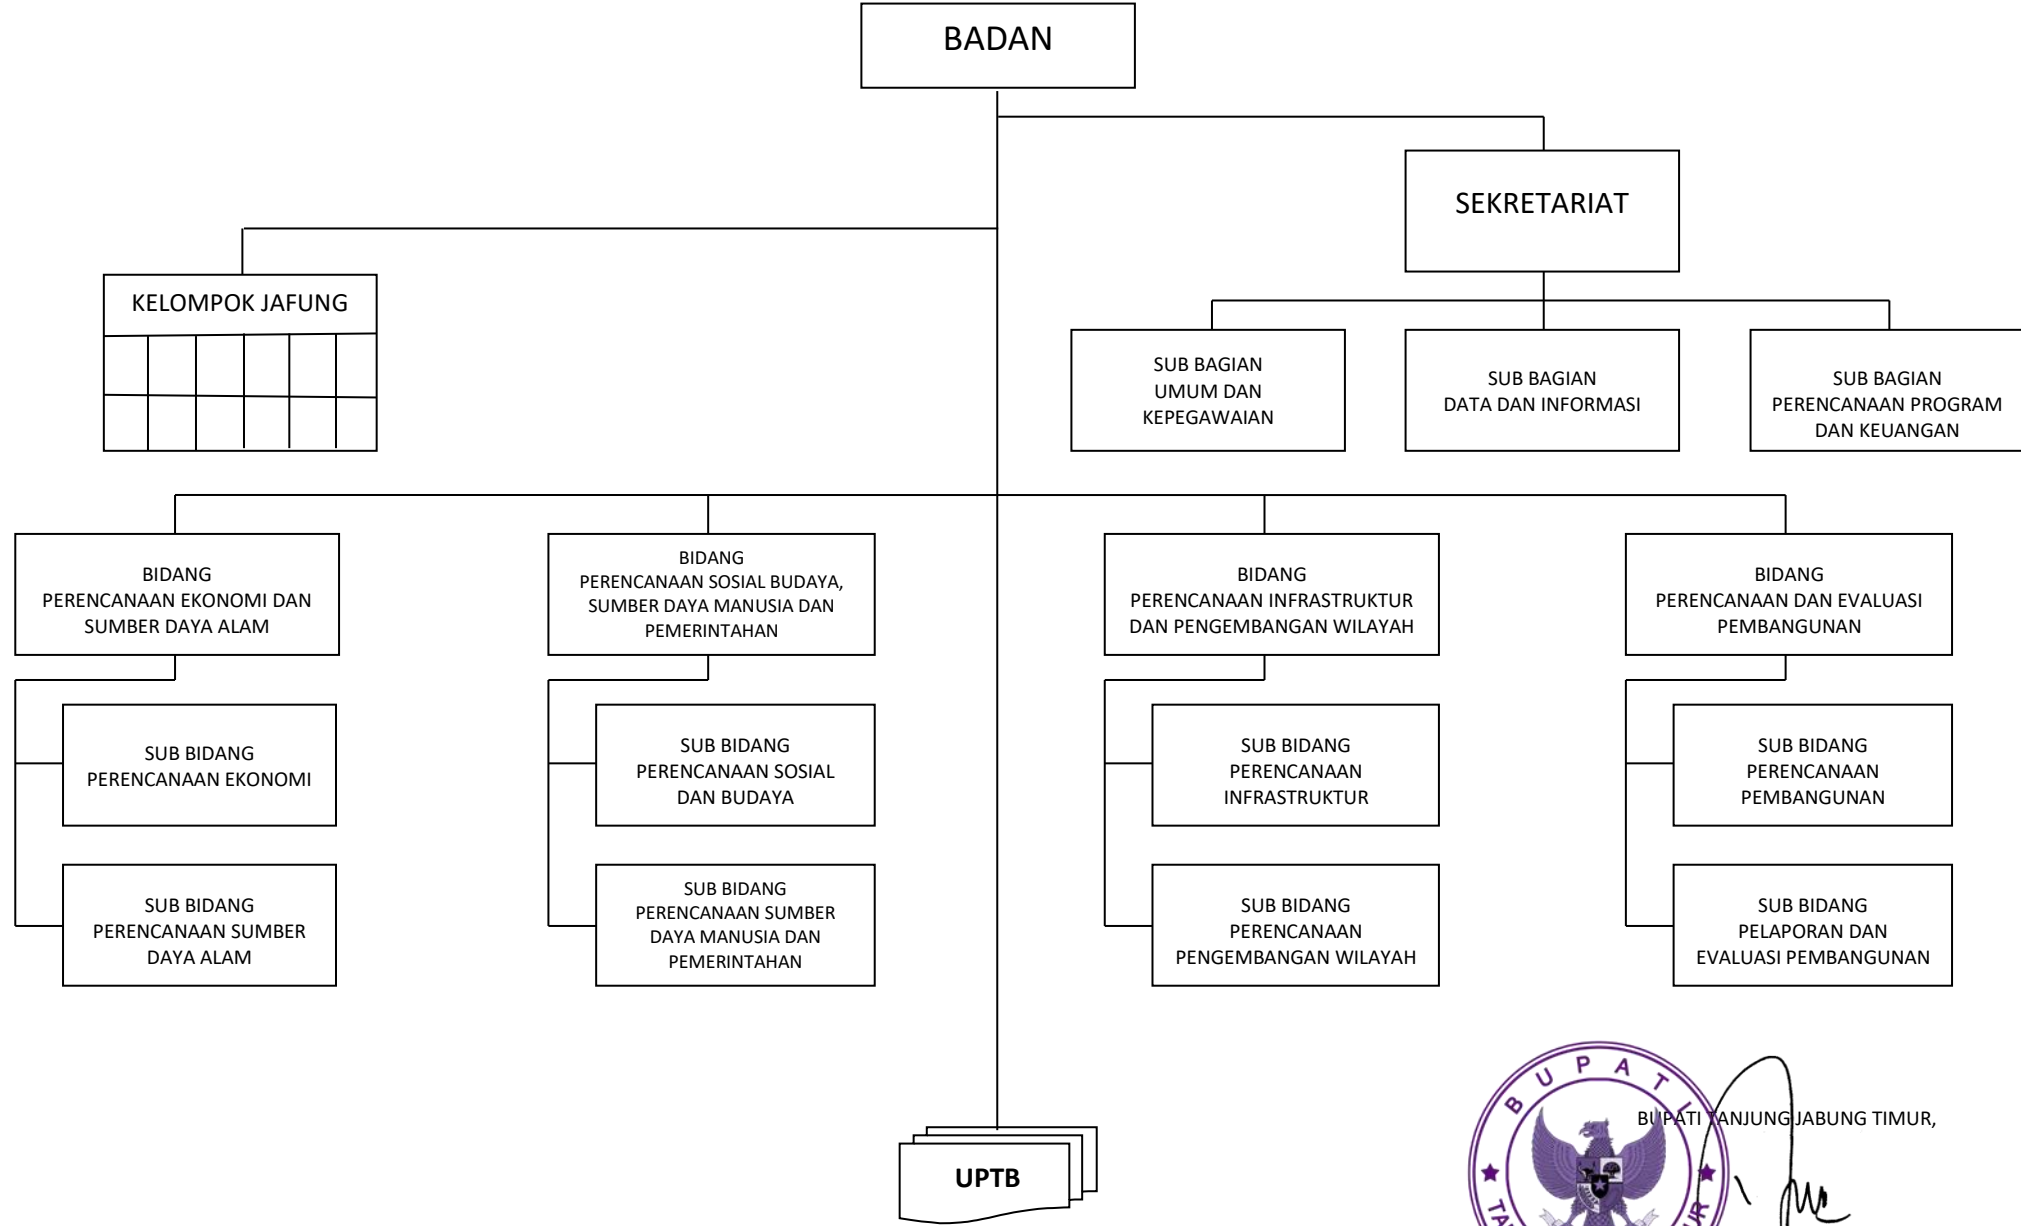 BADAN
SEKRETARIAT
KELOMPOK JAFUNG
SUB BAGIAN
UMUM DAN
KEPEGAWAIAN
SUB BAGIAN
DATA DAN INFORMASI
SUB BAGIAN
PERENCANAAN PROGRAM
DAN KEUANGAN
BIDANG
PERENCANAAN EKONOMI DAN
SUMBER DAYA ALAM
BIDANG
PERENCANAAN SOSIAL BUDAYA,
SUMBER DAYA MANUSIA DAN
PEMERINTAHAN
BIDANG
PERENCANAAN INFRASTRUKTUR
DAN PENGEMBANGAN WILAYAH
BIDANG
PERENCANAAN DAN EVALUASI
PEMBANGUNAN
SUB BIDANG
PERENCANAAN EKONOMI
SUB BIDANG
PERENCANAAN SOSIAL
DAN BUDAYA
SUB BIDANG
PERENCANAAN
INFRASTRUKTUR
SUB BIDANG
PERENCANAAN
PEMBANGUNAN
SUB BIDANG
PERENCANAAN SUMBER
DAYA ALAM
SUB BIDANG
PERENCANAAN SUMBER
DAYA MANUSIA DAN
PEMERINTAHAN
SUB BIDANG
PERENCANAAN
PENGEMBANGAN WILAYAH
SUB BIDANG
PELAPORAN DAN
EVALUASI PEMBANGUNAN
UPTB
BUPATI TANJUNG JABUNG TIMUR,
BUPATI